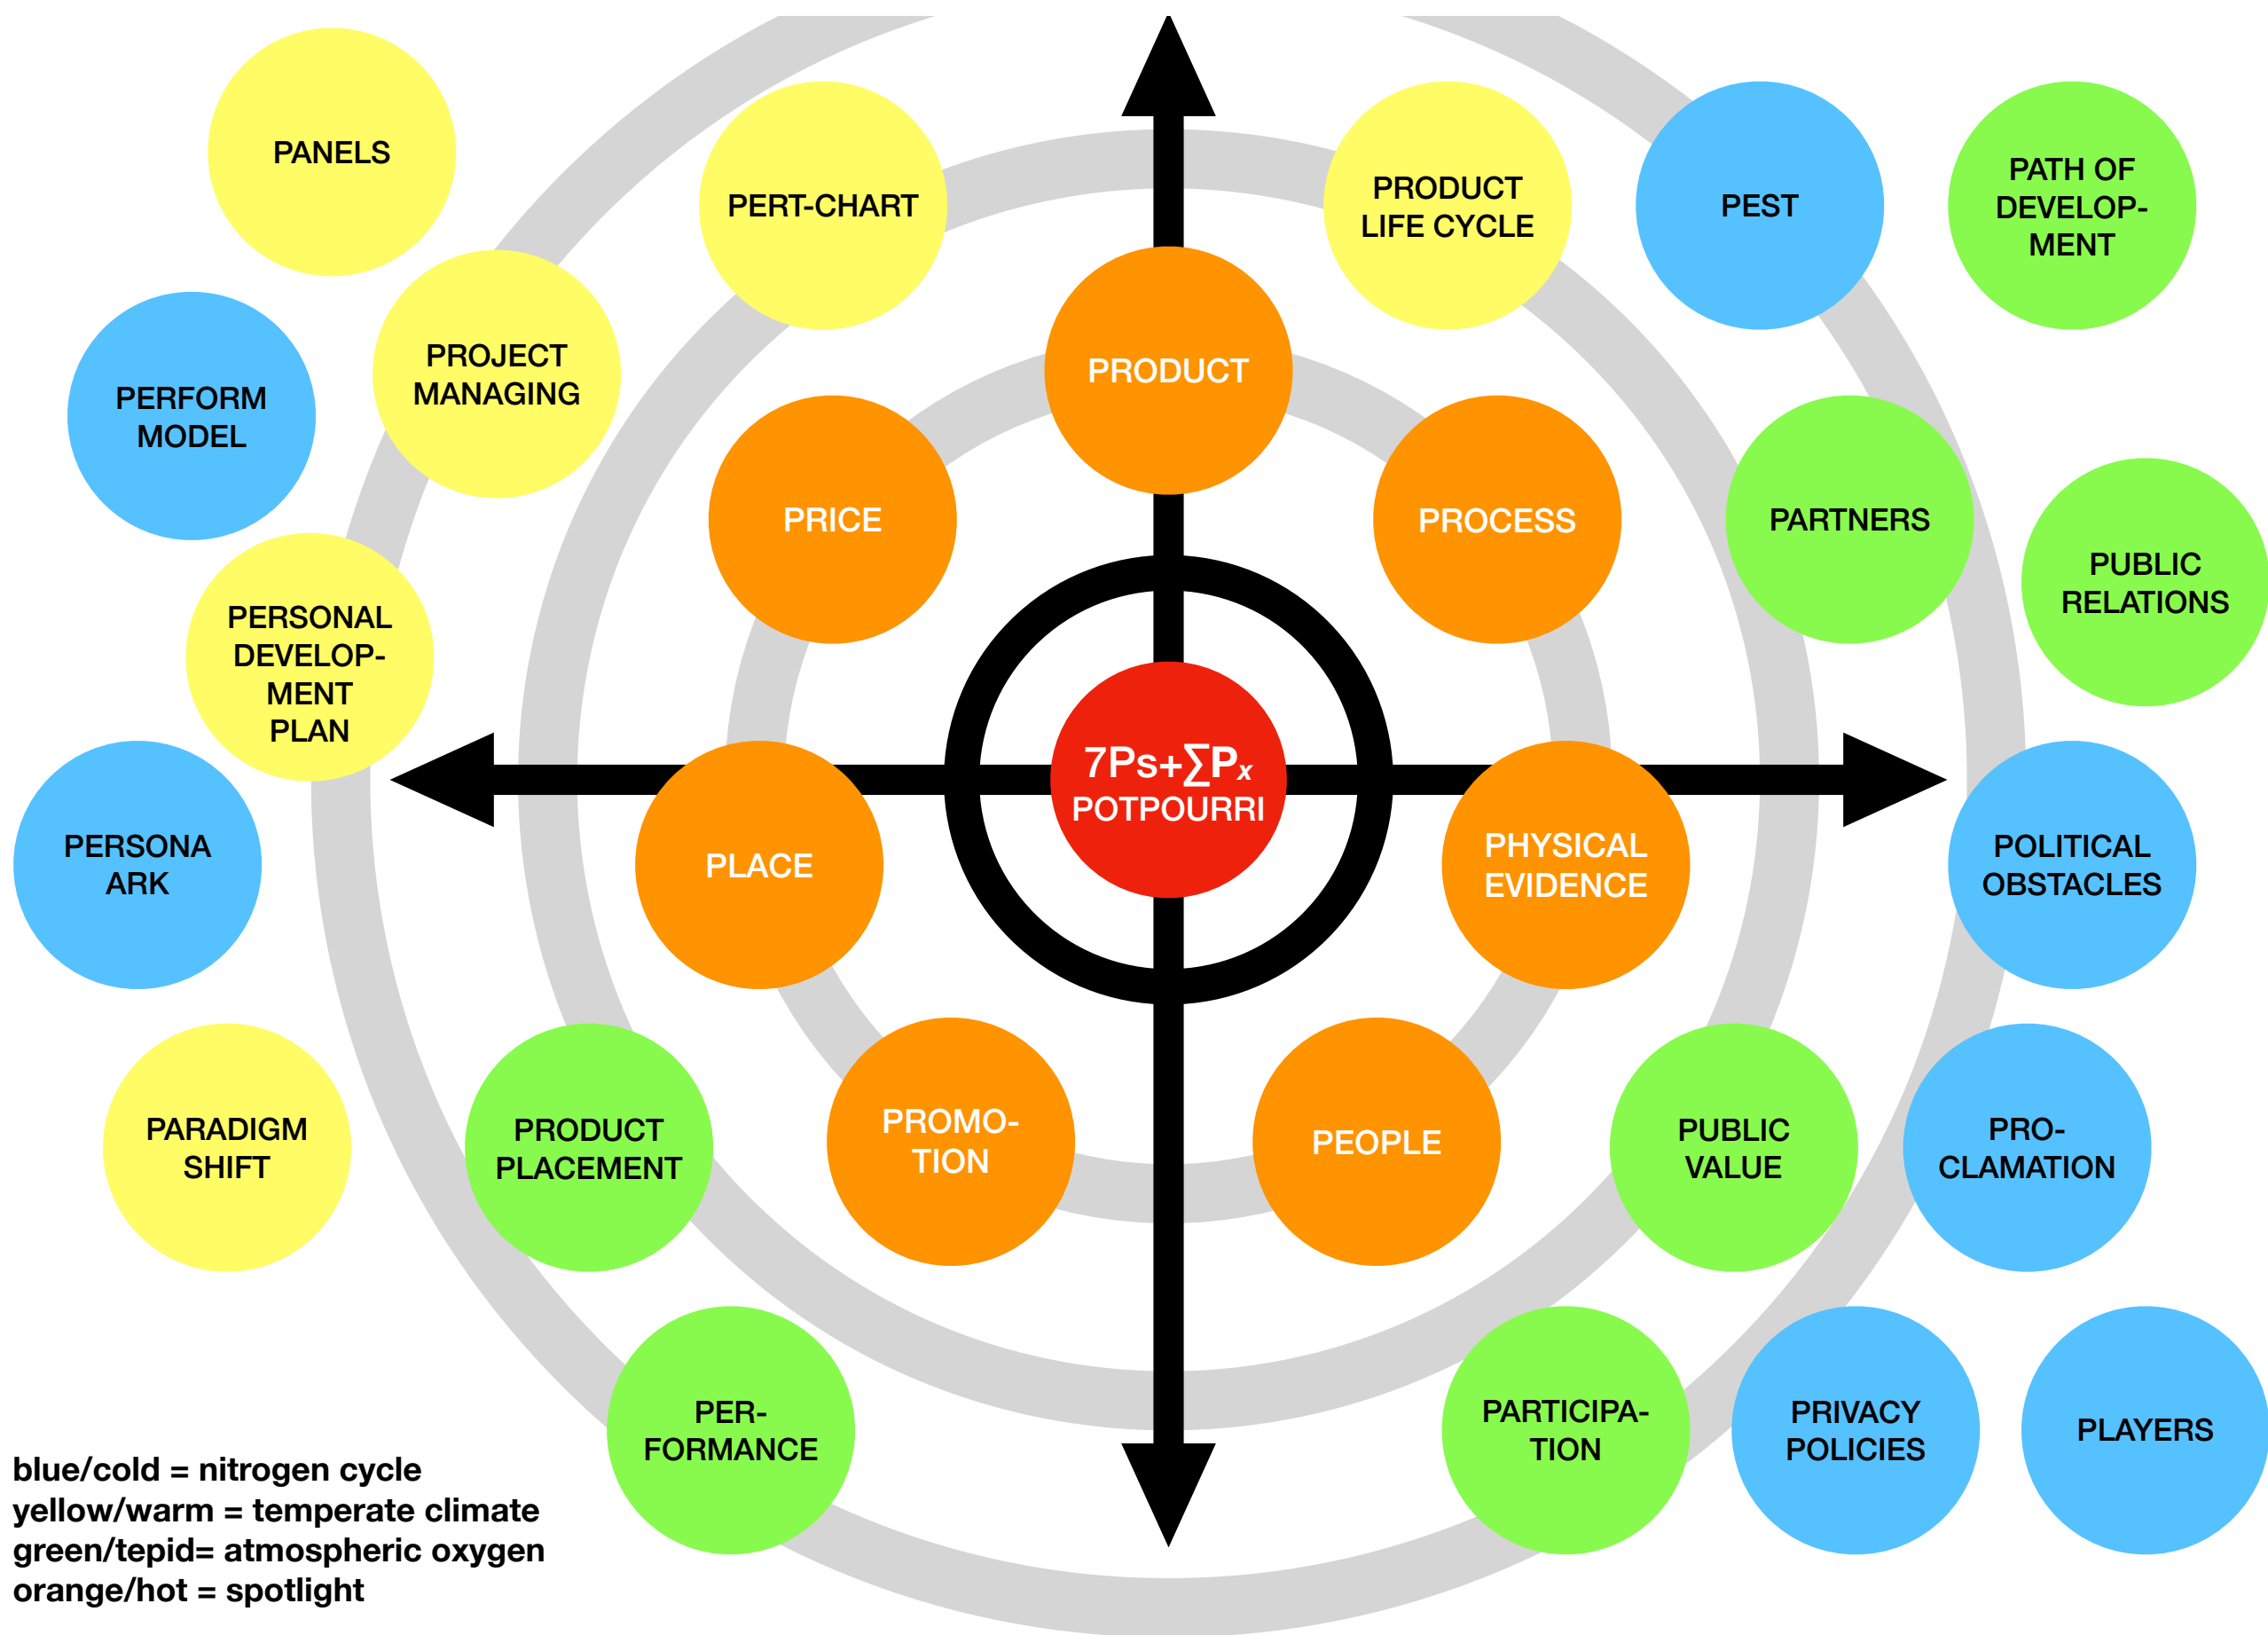 PANELS
PERT-CHART
PRODUCT
LIFE CYCLE
PEST
PATH OF
DEVELOP-
MENT
PERFORM
MODEL
PROJECT
MANAGING
PRODUCT
PRICE
PROCESS
PARTNERS
PUBLIC
RELATIONS
PERSONAL
DEVELOP-
MENT
PLAN
7Ps+∑Pₓ
POTPOURRI
PERSONA
ARK
PLACE
PHYSICAL
EVIDENCE
POLITICAL
OBSTACLES
PARADIGM
SHIFT
PRODUCT
PLACEMENT
PROMO-
TION
PEOPLE
PUBLIC
VALUE
PRO-
CLAMATION
PER-
FORMANCE
PARTICIPA-
TION
PRIVACY
POLICIES
PLAYERS
blue/cold = nitrogen cycle
yellow/warm = temperate climate
green/tepid= atmospheric oxygen
orange/hot = spotlight